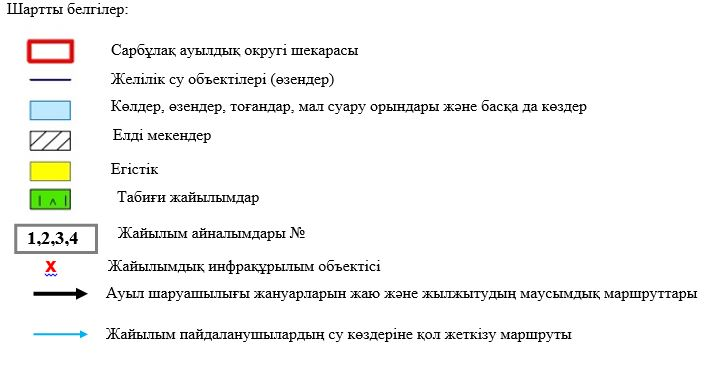 Шартты белгілер:
Сарбұлақ ауылдық округі шекарасы
Желілік су объектілері (өзендер)
Көлдер, өзендер, тоғандар, мал суару орындары және басқа да көздер
Елді мекендер
Егістік
Табиғи жайылымдар
1,2,3,4 Жайылым айналымдары №
X Жайылымдық инфрақұрылым объектісі
Ауыл шаруашылығы жануарларын жаю және жылжытудың маусымдық маршруттары
Жайылым пайдаланушылардың су көздеріне қол жеткізу маршруты